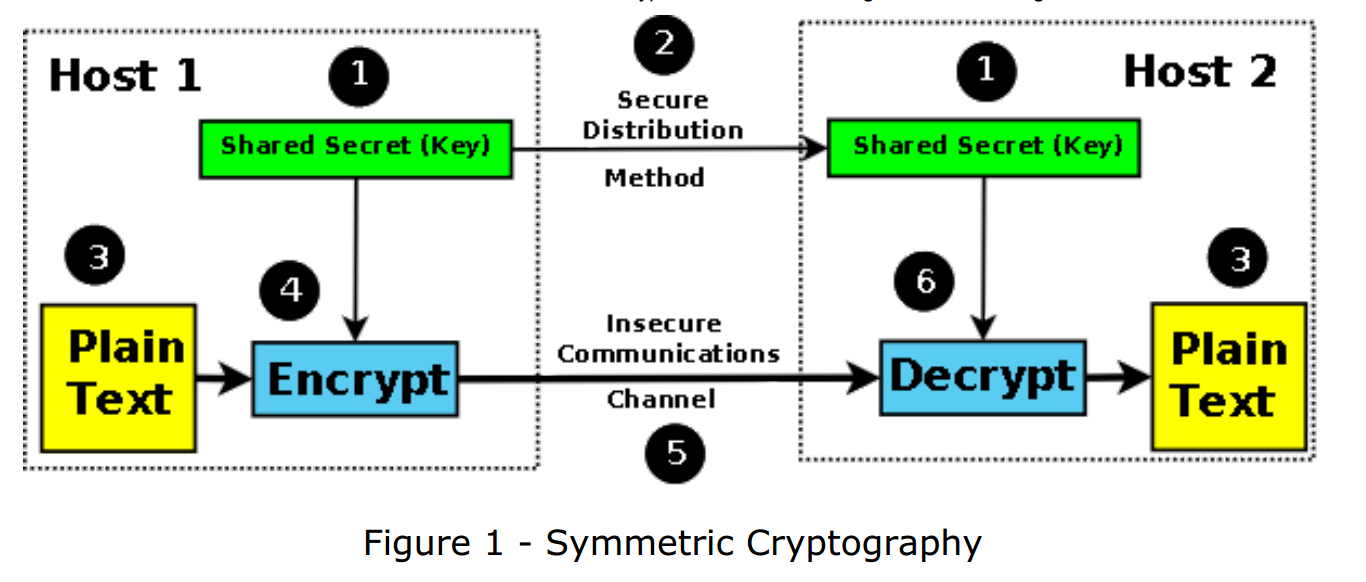 Host 1
1
2
1
Host 2
Secure
Distribution
Method
Shared Secret (Key)
Shared Secret (Key)
3
4
6
3
Plain
Text
Encrypt
Insecure
Communications
Channel
5
Decrypt
Plain
Text
Figure 1 - Symmetric Cryptography